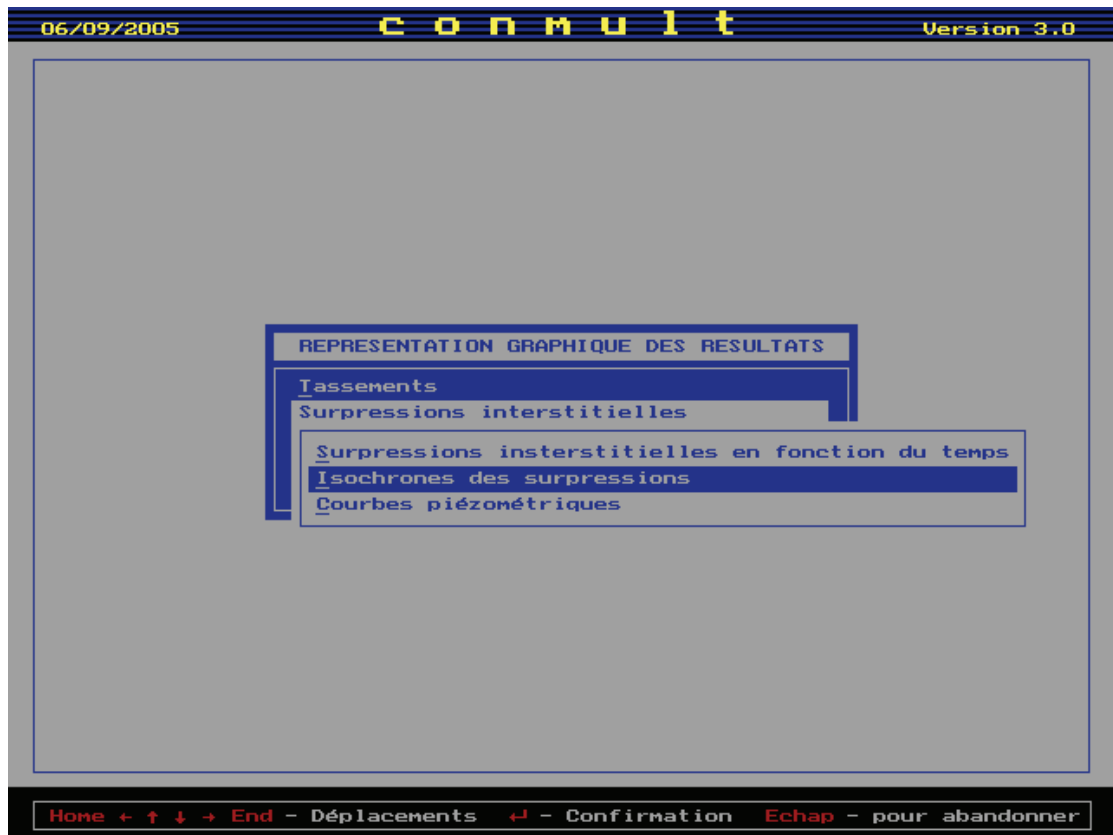 06/09/2005 conmult Version 3.0
REPRESENTATION GRAPHIQUE DES RESULTATS
Tassements
Surpressions interstitielles
Surpressions insterstitielles en fonction du temps
Isochrones des surpressions
Courbes piézométriques
Home ← ↑ ↓ → End - Déplacements ↵ - Confirmation Echap - pour abandonner